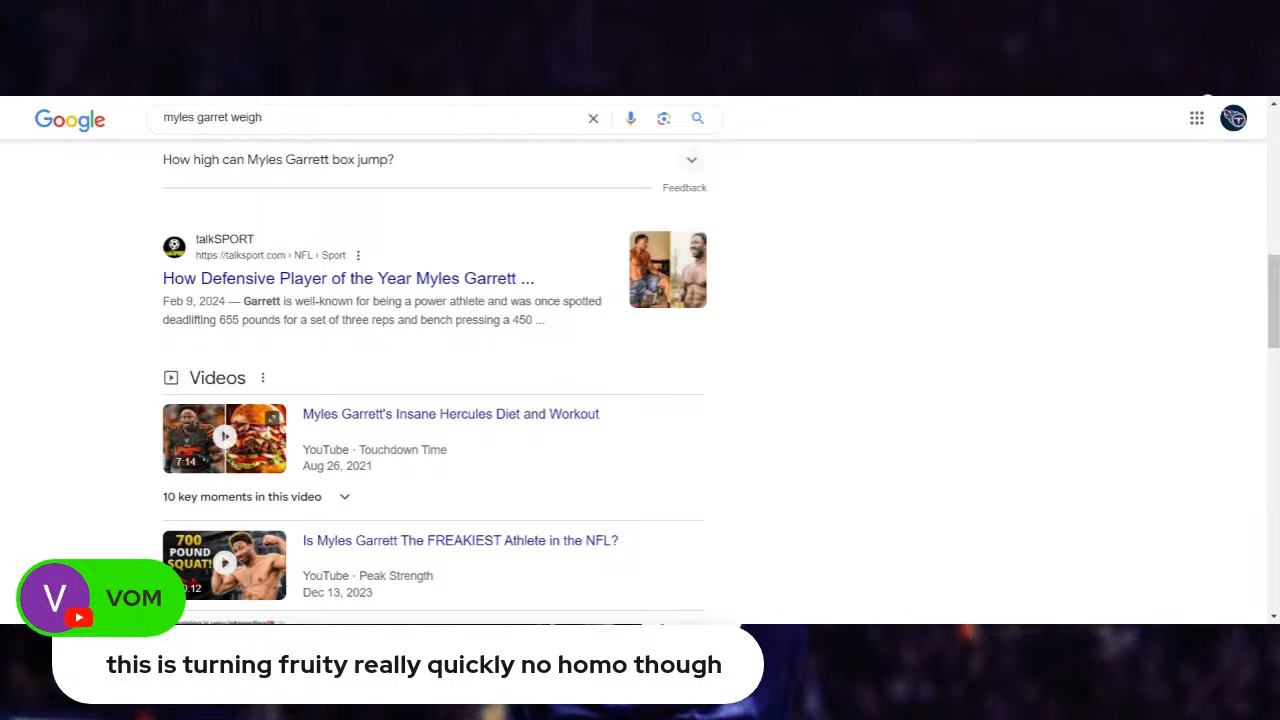 Google
myles garret weigh
How high can Myles Garrett box jump?
Feedback
talkSPORT
https://talksport.com › NFL › Sport
How Defensive Player of the Year Myles Garrett ...
Feb 9, 2024 — Garrett is well-known for being a power athlete and was once spotted
deadlifting 655 pounds for a set of three reps and bench pressing a 450 ...
Videos
Myles Garrett's Insane Hercules Diet and Workout
7:14
YouTube · Touchdown Time
Aug 26, 2021
10 key moments in this video
700
POUND
SQUAT!
Is Myles Garrett The FREAKIEST Athlete in the NFL?
YouTube · Peak Strength
Dec 13, 2023
V
VOM
this is turning fruity really quickly no homo though